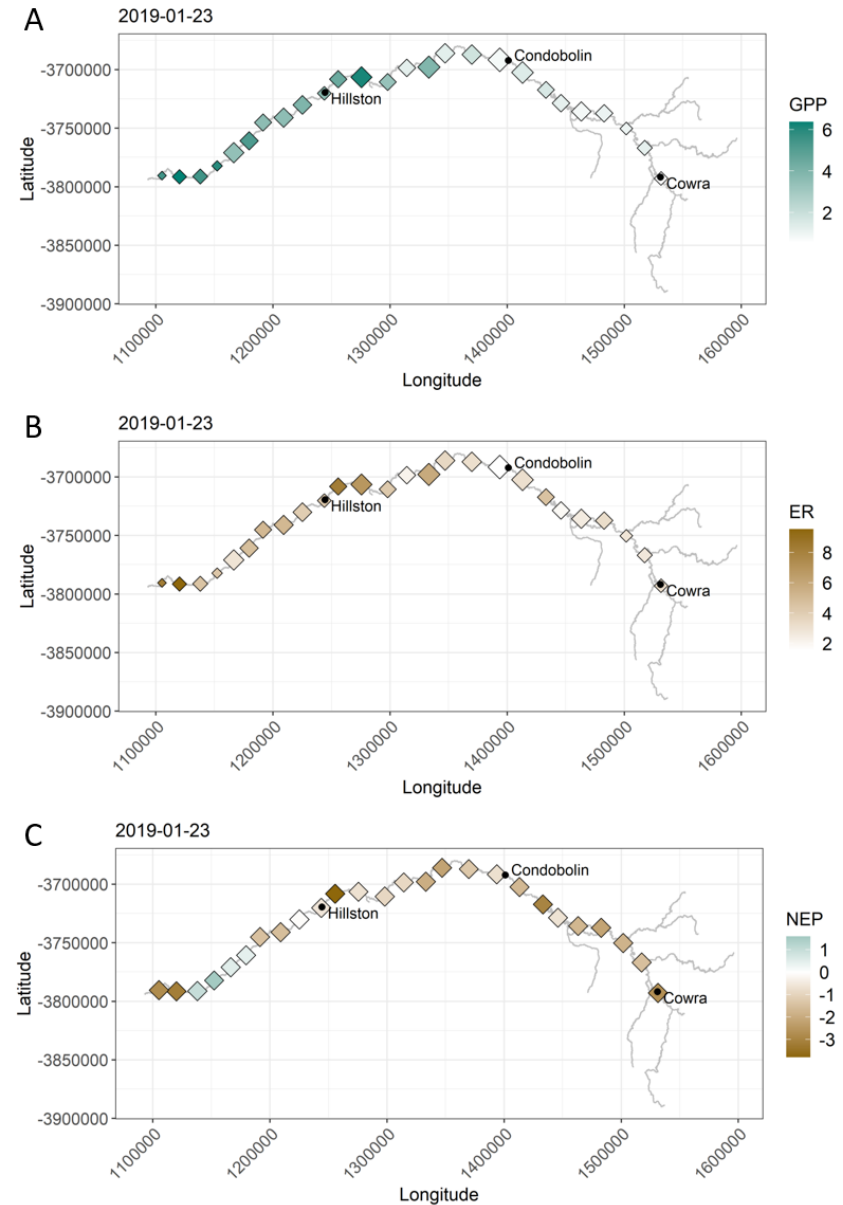 A
2019-01-23
Latitude
-3700000
-3750000
-3800000
-3850000
-3900000
Condobolin
Hillston
Cowra
1100000
1200000
1300000
1400000
1500000
1600000
Longitude
GPP
6
4
2
B
2019-01-23
Latitude
-3700000
-3750000
-3800000
-3850000
-3900000
Condobolin
Hillston
Cowra
1100000
1200000
1300000
1400000
1500000
1600000
Longitude
ER
8
6
4
2
C
2019-01-23
Latitude
-3700000
-3750000
-3800000
-3850000
-3900000
Condobolin
Hillston
Cowra
1100000
1200000
1300000
1400000
1500000
1600000
Longitude
NEP
1
0
-1
-2
-3